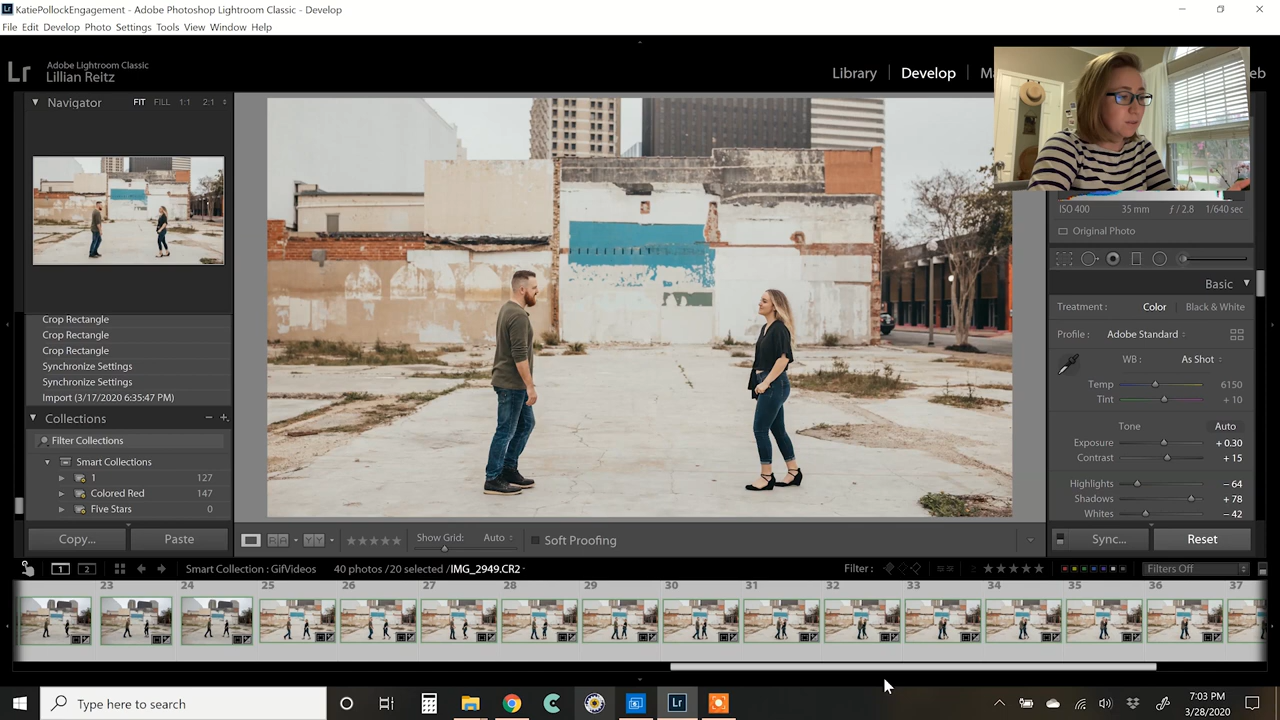 KatiePollockEngagement - Adobe Photoshop Lightroom Classic - Develop
File Edit Develop Photo Settings Tools View Window Help
Lr Adobe Lightroom Classic
Lillian Reitz
Library | Develop |
Navigator FIT FILL 1:1 2:1
ISO 400 35 mm ƒ / 2.8 1/640 sec
Original Photo
Basic
Treatment : Color Black & White
Profile : Adobe Standard
WB : As Shot
Temp 6150
Tint + 10
Tone Auto
Exposure + 0.30
Contrast + 15
Highlights − 64
Shadows + 78
Whites − 42
Crop Rectangle
Crop Rectangle
Crop Rectangle
Synchronize Settings
Synchronize Settings
Import (3/17/2020 6:35:47 PM)
Collections − +
Filter Collections
Smart Collections
1 127
Colored Red 147
Five Stars 0
Copy... Paste
Show Grid: Auto Soft Proofing
Sync... Reset
1 2 Smart Collection : GifVideos 40 photos /20 selected /IMG_2949.CR2
Filter : Filters Off
23 24 25 26 27 28 29 30 31 32 33 34 35 36 37
Type here to search
Lr
7:03 PM
3/28/2020